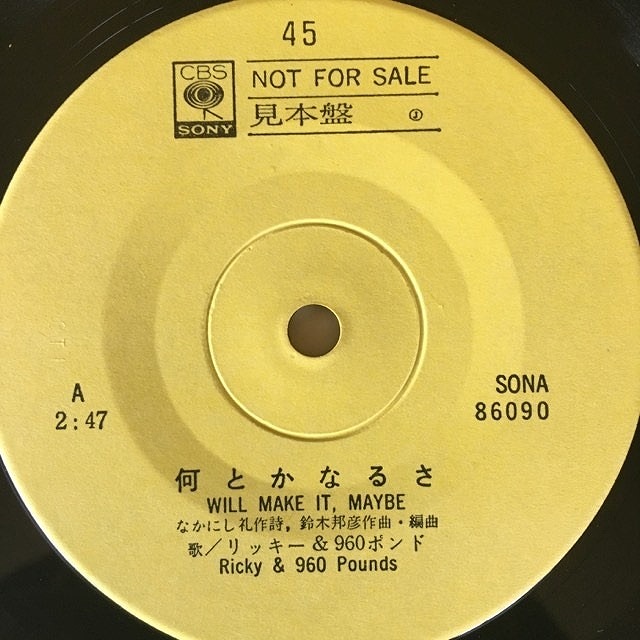 45
CBS
SONY
NOT FOR SALE
見本盤 Ⓙ
A
2:47
SONA
86090
何とかなるさ
WILL MAKE IT, MAYBE
なかにし礼作詩, 鈴木邦彦作曲・編曲
歌／リッキー&960ポンド
Ricky & 960 Pounds